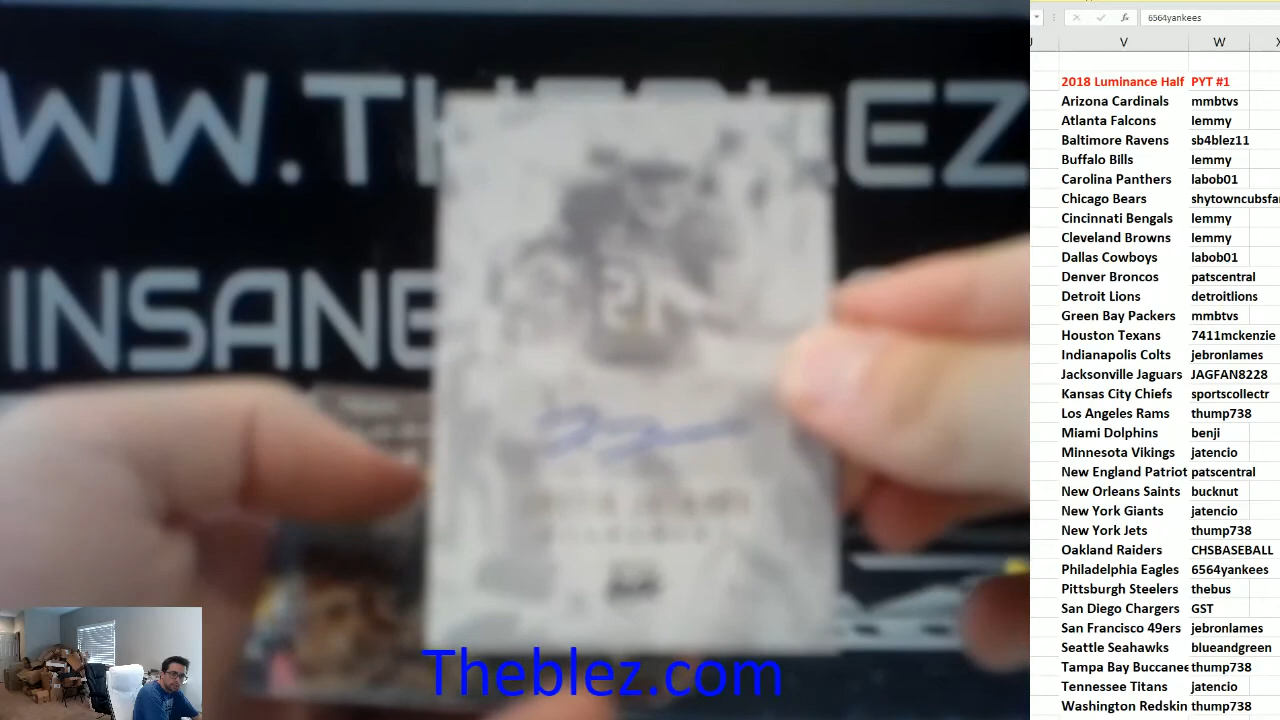 6564yankees
V W
2018 Luminance Half PYT #1
Arizona Cardinals mmbtvs
Atlanta Falcons lemmy
Baltimore Ravens sb4blez11
Buffalo Bills lemmy
Carolina Panthers labob01
Chicago Bears shytowncubsfa
Cincinnati Bengals lemmy
Cleveland Browns lemmy
Dallas Cowboys labob01
Denver Broncos patscentral
Detroit Lions detroitlions
Green Bay Packers mmbtvs
Houston Texans 7411mckenzie
Indianapolis Colts jebronlames
Jacksonville Jaguars JAGFAN8228
Kansas City Chiefs sportscollectr
Los Angeles Rams thump738
Miami Dolphins benji
Minnesota Vikings jatencio
New England Patriot patscentral
New Orleans Saints bucknut
New York Giants jatencio
New York Jets thump738
Oakland Raiders CHSBASEBALL
Philadelphia Eagles 6564yankees
Pittsburgh Steelers thebus
San Diego Chargers GST
San Francisco 49ers jebronlames
Seattle Seahawks blueandgreen
Tampa Bay Buccanee thump738
Tennessee Titans jatencio
Washington Redskin thump738
INSANE
Theblez.com